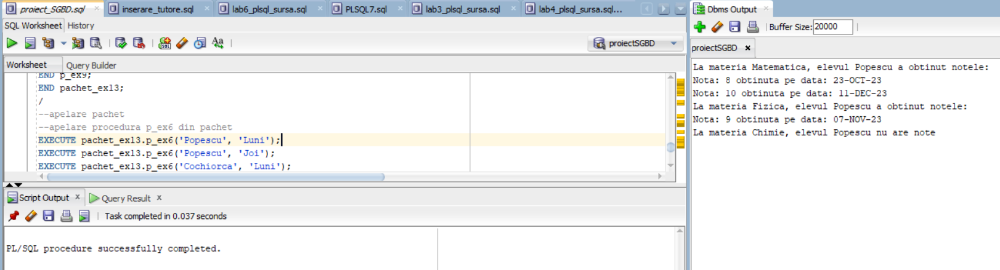 proiect_SGBD.sql
inserare_tutore.sql
lab6_plsql_sursa.sql
PLSQL7.sql
lab3_plsql_sursa.sql
lab4_plsql_sursa.sql...
SQL Worksheet History
proiectSGBD
Worksheet Query Builder
END p_ex9;
END pachet_ex13;
/
--apelare pachet
--apelare procedura p_ex6 din pachet
EXECUTE pachet_ex13.p_ex6('Popescu', 'Luni');
EXECUTE pachet_ex13.p_ex6('Popescu', 'Joi');
EXECUTE pachet_ex13.p_ex6('Cochiorca', 'Luni');
Script Output x Query Result x
Task completed in 0.037 seconds
PL/SQL procedure successfully completed.
Dbms Output
Buffer Size: 20000
proiectSGBD
La materia Matematica, elevul Popescu a obtinut notele:
Nota: 8 obtinuta pe data: 23-OCT-23
Nota: 10 obtinuta pe data: 11-DEC-23
La materia Fizica, elevul Popescu a obtinut notele:
Nota: 9 obtinuta pe data: 07-NOV-23
La materia Chimie, elevul Popescu nu are note